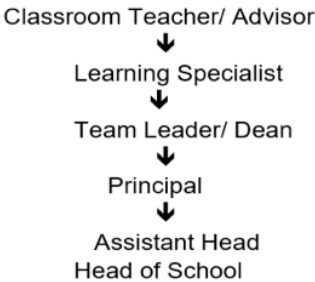 Classroom Teacher/ Advisor
Learning Specialist
Team Leader/ Dean
Principal
Assistant Head
Head of School